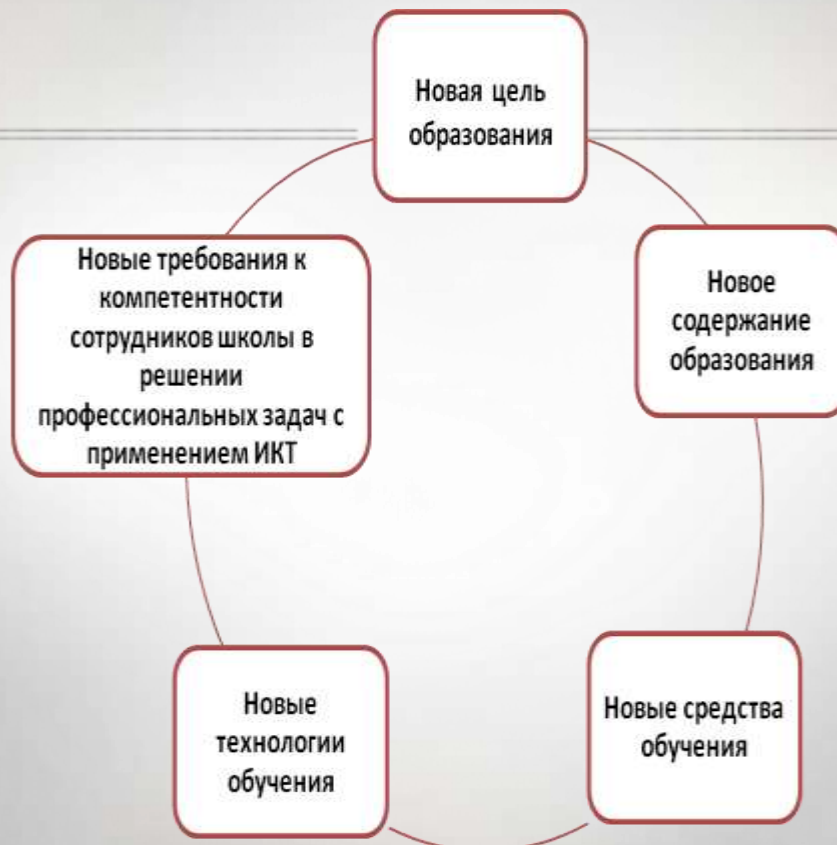 Новая цель
образования
Новое
содержание
образования
Новые средства
обучения
Новые
технологии
обучения
Новые требования к
компетентности
сотрудников школы в
решении
профессиональных задач с
применением ИКТ